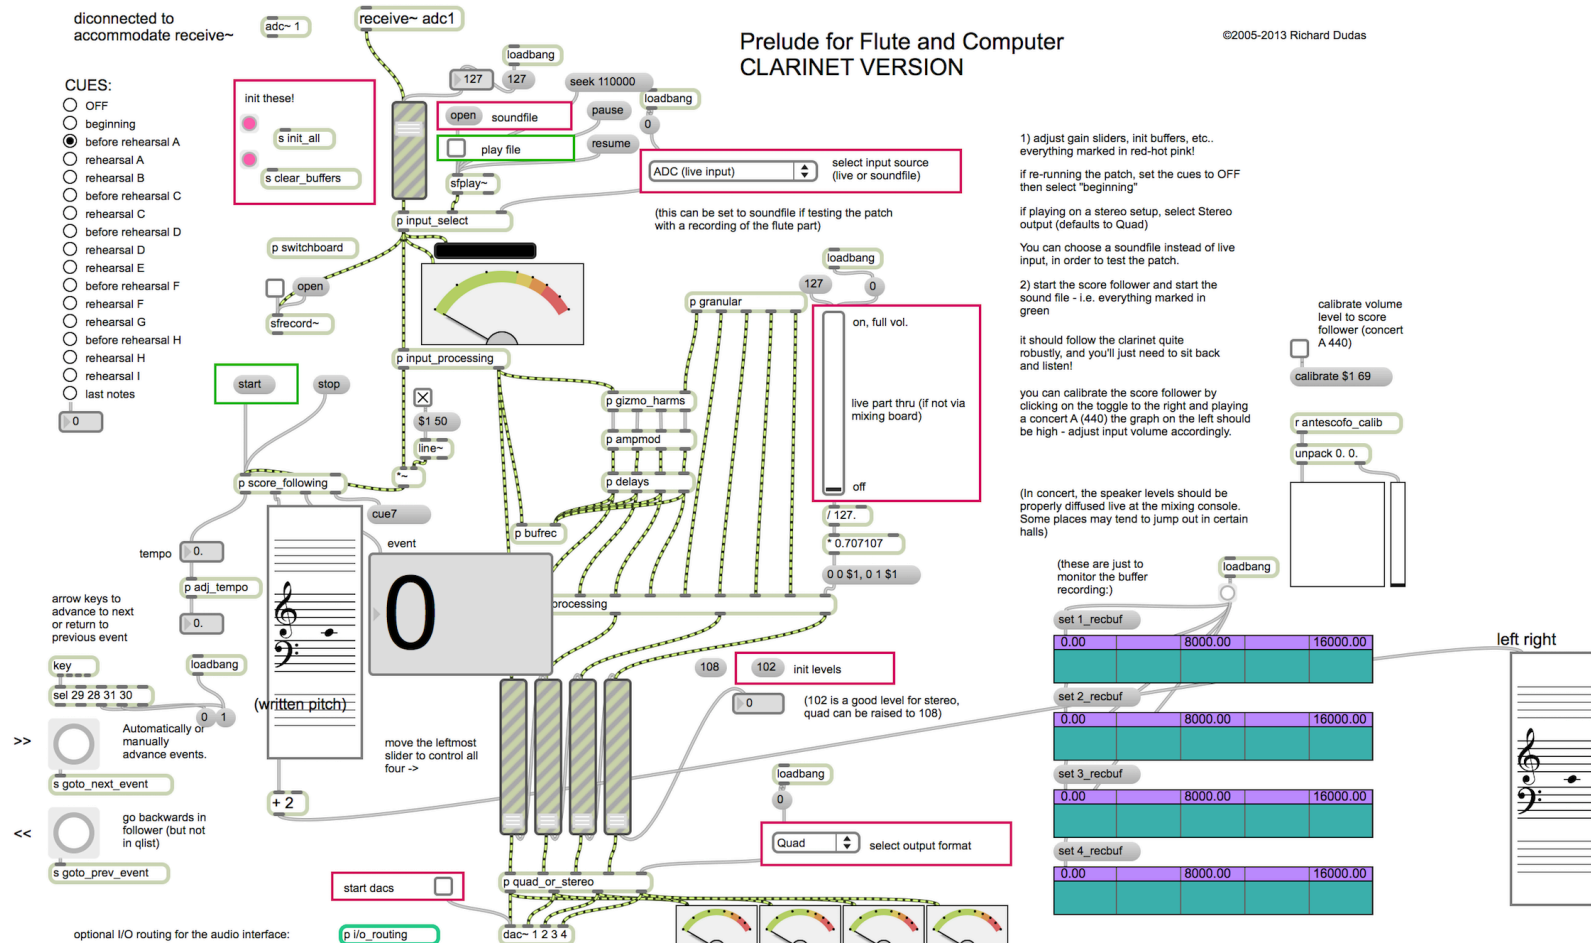 diconnected to
accommodate receive~
adc~ 1
receive~ adc1
Prelude for Flute and Computer
CLARINET VERSION
©2005-2013 Richard Dudas
CUES:
OFF
beginning
before rehearsal A
rehearsal A
rehearsal B
before rehearsal C
rehearsal C
before rehearsal D
rehearsal D
rehearsal E
before rehearsal F
rehearsal F
rehearsal G
before rehearsal H
rehearsal H
rehearsal I
last notes
0
init these!
s init_all
s clear_buffers
loadbang
127
127
seek 110000
open
soundfile
pause
loadbang
0
play file
resume
sfplay~
ADC (live input)
select input source
(live or soundfile)
p input_select
(this can be set to soundfile if testing the patch
with a recording of the flute part)
p switchboard
open
sfrecord~
p input_processing
start
stop
$1 50
line~
*~
p score_following
cue7
p granular
p gizmo_harms
p ampmod
p delays
p bufrec
loadbang
127
0
on, full vol.
live part thru (if not via
mixing board)
off
/ 127.
* 0.707107
0 0 $1, 0 1 $1
processing
tempo
0.
p adj_tempo
0.
event
0
arrow keys to
advance to next
or return to
previous event
key
loadbang
sel 29 28 31 30
0
1
(written pitch)
>>
Automatically or
manually
advance events.
s goto_next_event
<<
go backwards in
follower (but not
in qlist)
s goto_prev_event
+ 2
move the leftmost
slider to control all
four ->
108
102
init levels
0
(102 is a good level for stereo,
quad can be raised to 108)
loadbang
0
Quad
select output format
p quad_or_stereo
start dacs
dac~ 1 2 3 4
optional I/O routing for the audio interface:
p i/o_routing
1) adjust gain sliders, init buffers, etc..
everything marked in red-hot pink!
if re-running the patch, set the cues to OFF
then select "beginning"
if playing on a stereo setup, select Stereo
output (defaults to Quad)
You can choose a soundfile instead of live
input, in order to test the patch.
2) start the score follower and start the
sound file - i.e. everything marked in
green
it should follow the clarinet quite
robustly, and you'll just need to sit back
and listen!
you can calibrate the score follower by
clicking on the toggle to the right and playing
a concert A (440) the graph on the left should
be high - adjust input volume accordingly.
(In concert, the speaker levels should be
properly diffused live at the mixing console.
Some places may tend to jump out in certain
halls)
calibrate volume
level to score
follower (concert
A 440)
calibrate $1 69
r antescofo_calib
unpack 0. 0.
(these are just to
monitor the buffer
recording:)
loadbang
set 1_recbuf
0.00 8000.00 16000.00
set 2_recbuf
0.00 8000.00 16000.00
set 3_recbuf
0.00 8000.00 16000.00
set 4_recbuf
0.00 8000.00 16000.00
left right